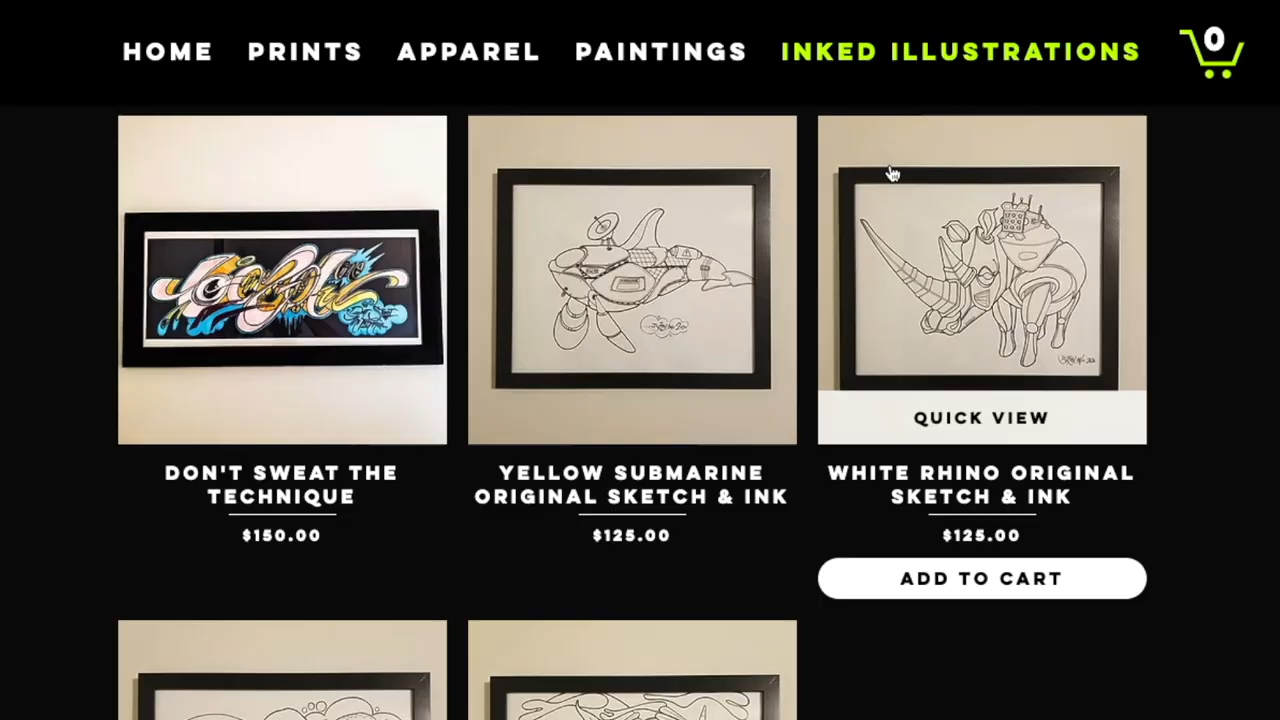 HOME PRINTS APPAREL PAINTINGS INKED ILLUSTRATIONS 0
QUICK VIEW
DON'T SWEAT THE
TECHNIQUE
$150.00
YELLOW SUBMARINE
ORIGINAL SKETCH & INK
$125.00
WHITE RHINO ORIGINAL
SKETCH & INK
$125.00
ADD TO CART